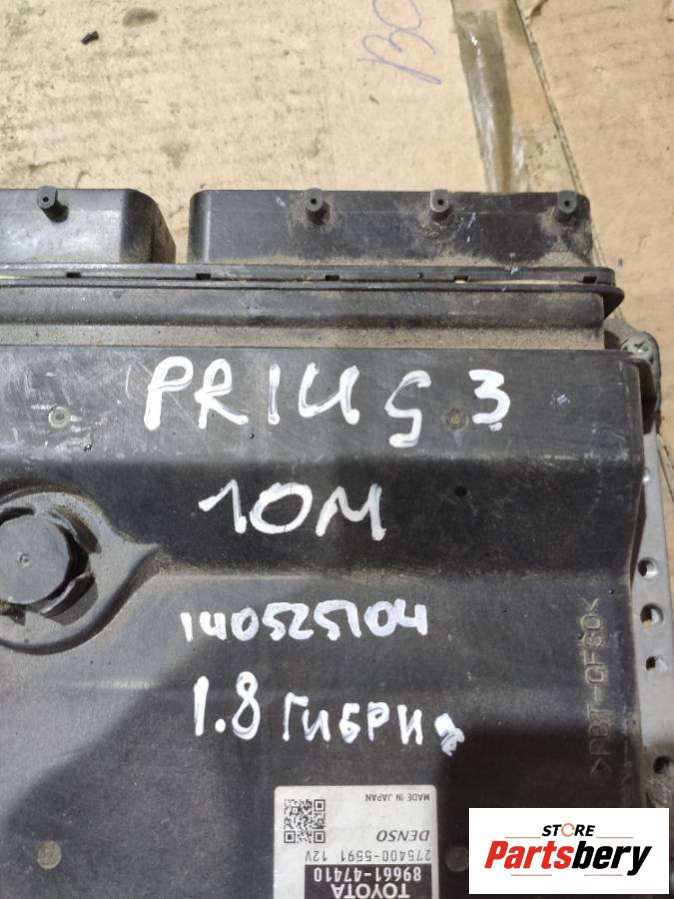 BO
PRIUS 3
10M
140525104
1.8 ГИБРИД
>PBT-GF30<
TOYOTA
89661-47410
275400-5591 12V
DENSO
MADE IN JAPAN
STORE
Partsbery